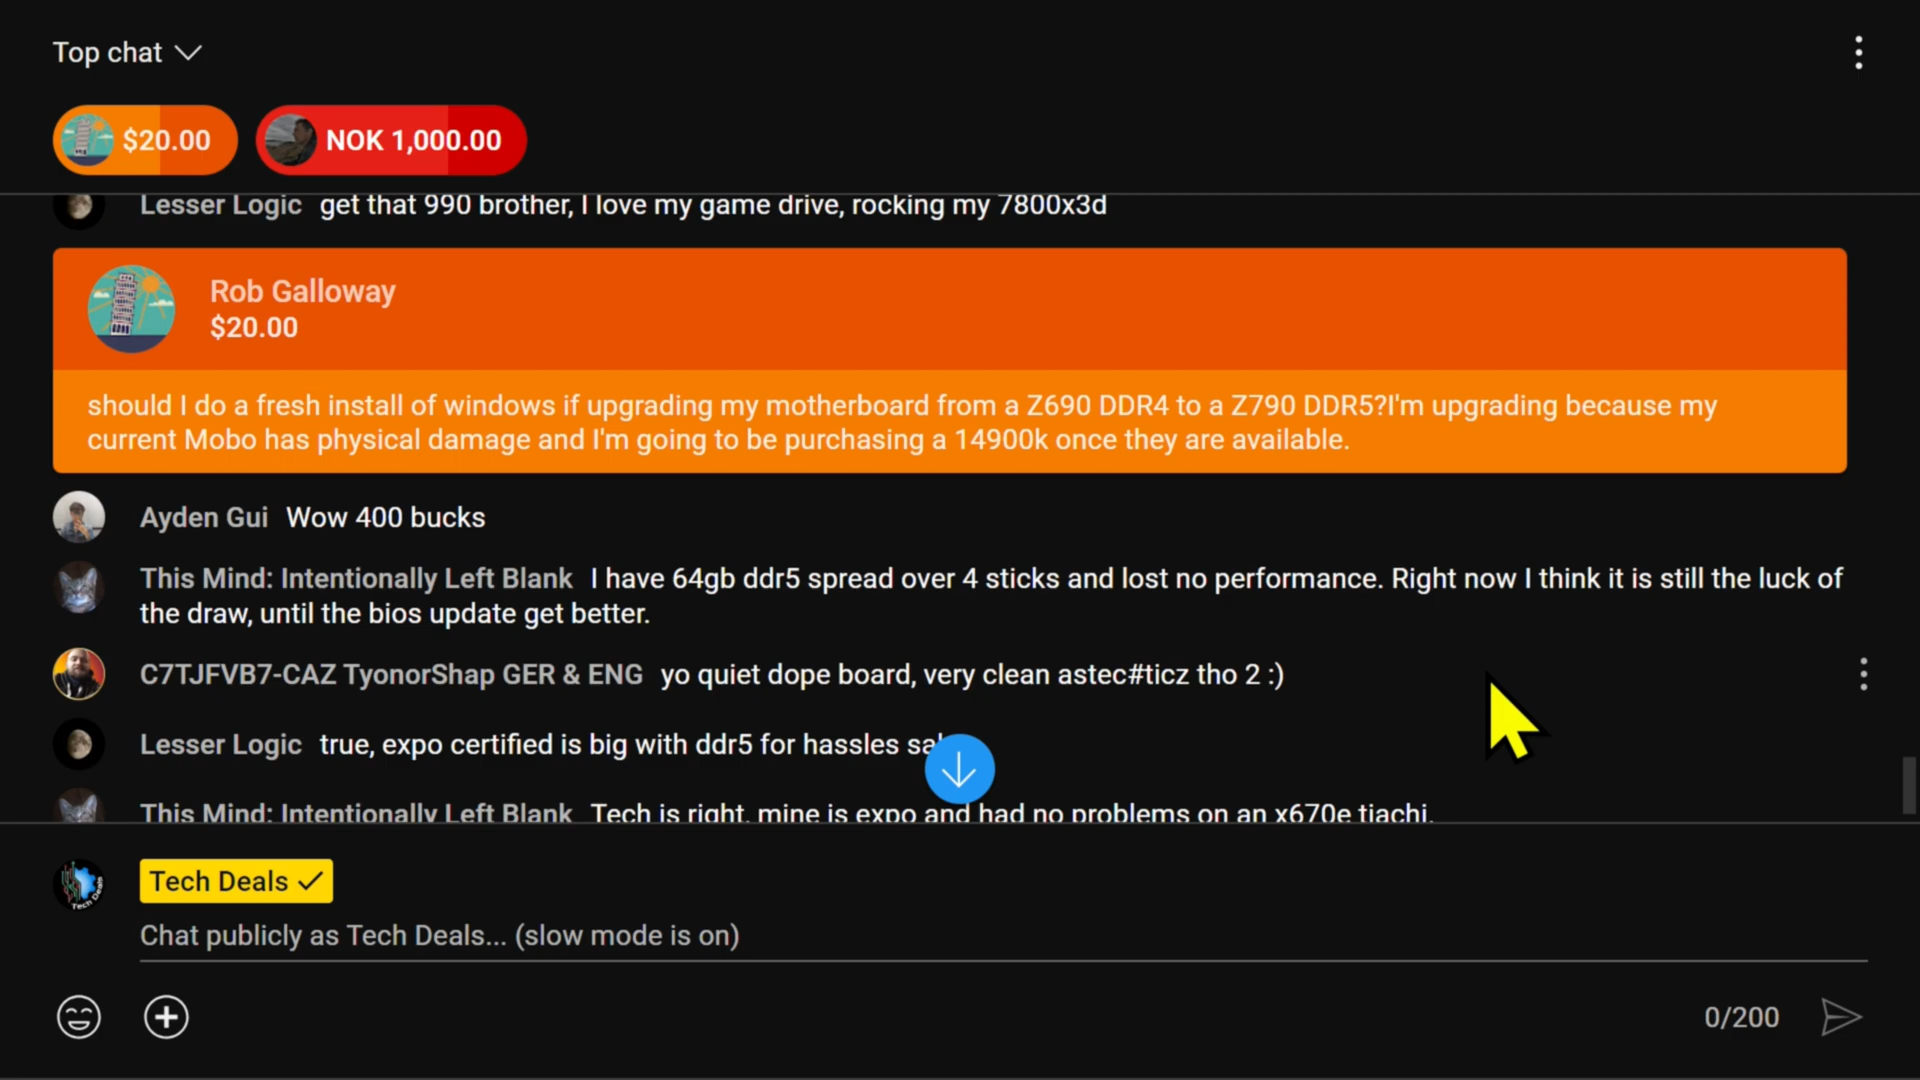 Top chat
$20.00 NOK 1,000.00
Lesser Logic get that 990 brother, I love my game drive, rocking my 7800x3d
Rob Galloway
$20.00
should I do a fresh install of windows if upgrading my motherboard from a Z690 DDR4 to a Z790 DDR5?I'm upgrading because my
current Mobo has physical damage and I'm going to be purchasing a 14900k once they are available.
Ayden Gui Wow 400 bucks
This Mind: Intentionally Left Blank I have 64gb ddr5 spread over 4 sticks and lost no performance. Right now I think it is still the luck of
the draw, until the bios update get better.
C7TJFVB7-CAZ TyonorShap GER & ENG yo quiet dope board, very clean astec#ticz tho 2 :)
Lesser Logic true, expo certified is big with ddr5 for hassles
This Mind: Intentionally Left Blank Tech is right, mine is expo and had no problems on an x670e tiachi.
Tech Deals
Tech Deals
Chat publicly as Tech Deals... (slow mode is on)
0/200